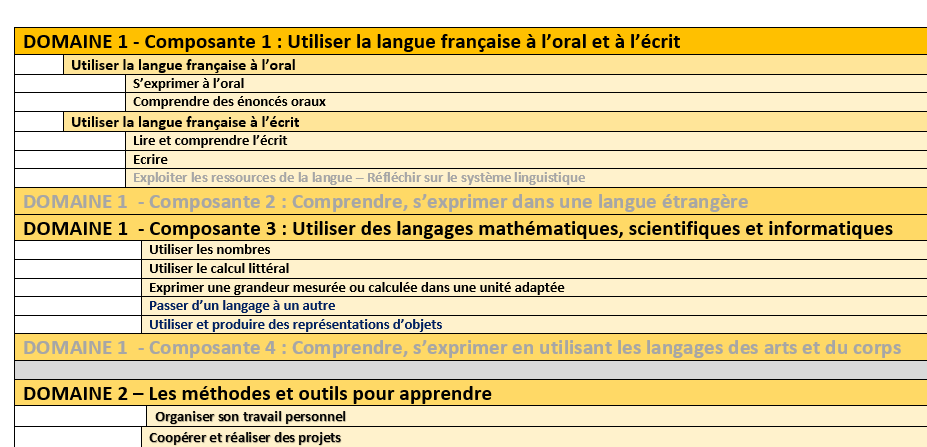 DOMAINE 1 - Composante 1 : Utiliser la langue française à l’oral et à l’écrit
Utiliser la langue française à l’oral
S’exprimer à l’oral
Comprendre des énoncés oraux
Utiliser la langue française à l’écrit
Lire et comprendre l’écrit
Ecrire
Exploiter les ressources de la langue – Réfléchir sur le système linguistique
DOMAINE 1 - Composante 2 : Comprendre, s’exprimer dans une langue étrangère
DOMAINE 1 - Composante 3 : Utiliser des langages mathématiques, scientifiques et informatiques
Utiliser les nombres
Utiliser le calcul littéral
Exprimer une grandeur mesurée ou calculée dans une unité adaptée
Passer d’un langage à un autre
Utiliser et produire des représentations d’objets
DOMAINE 1 - Composante 4 : Comprendre, s’exprimer en utilisant les langages des arts et du corps
DOMAINE 2 – Les méthodes et outils pour apprendre
Organiser son travail personnel
Coopérer et réaliser des projets